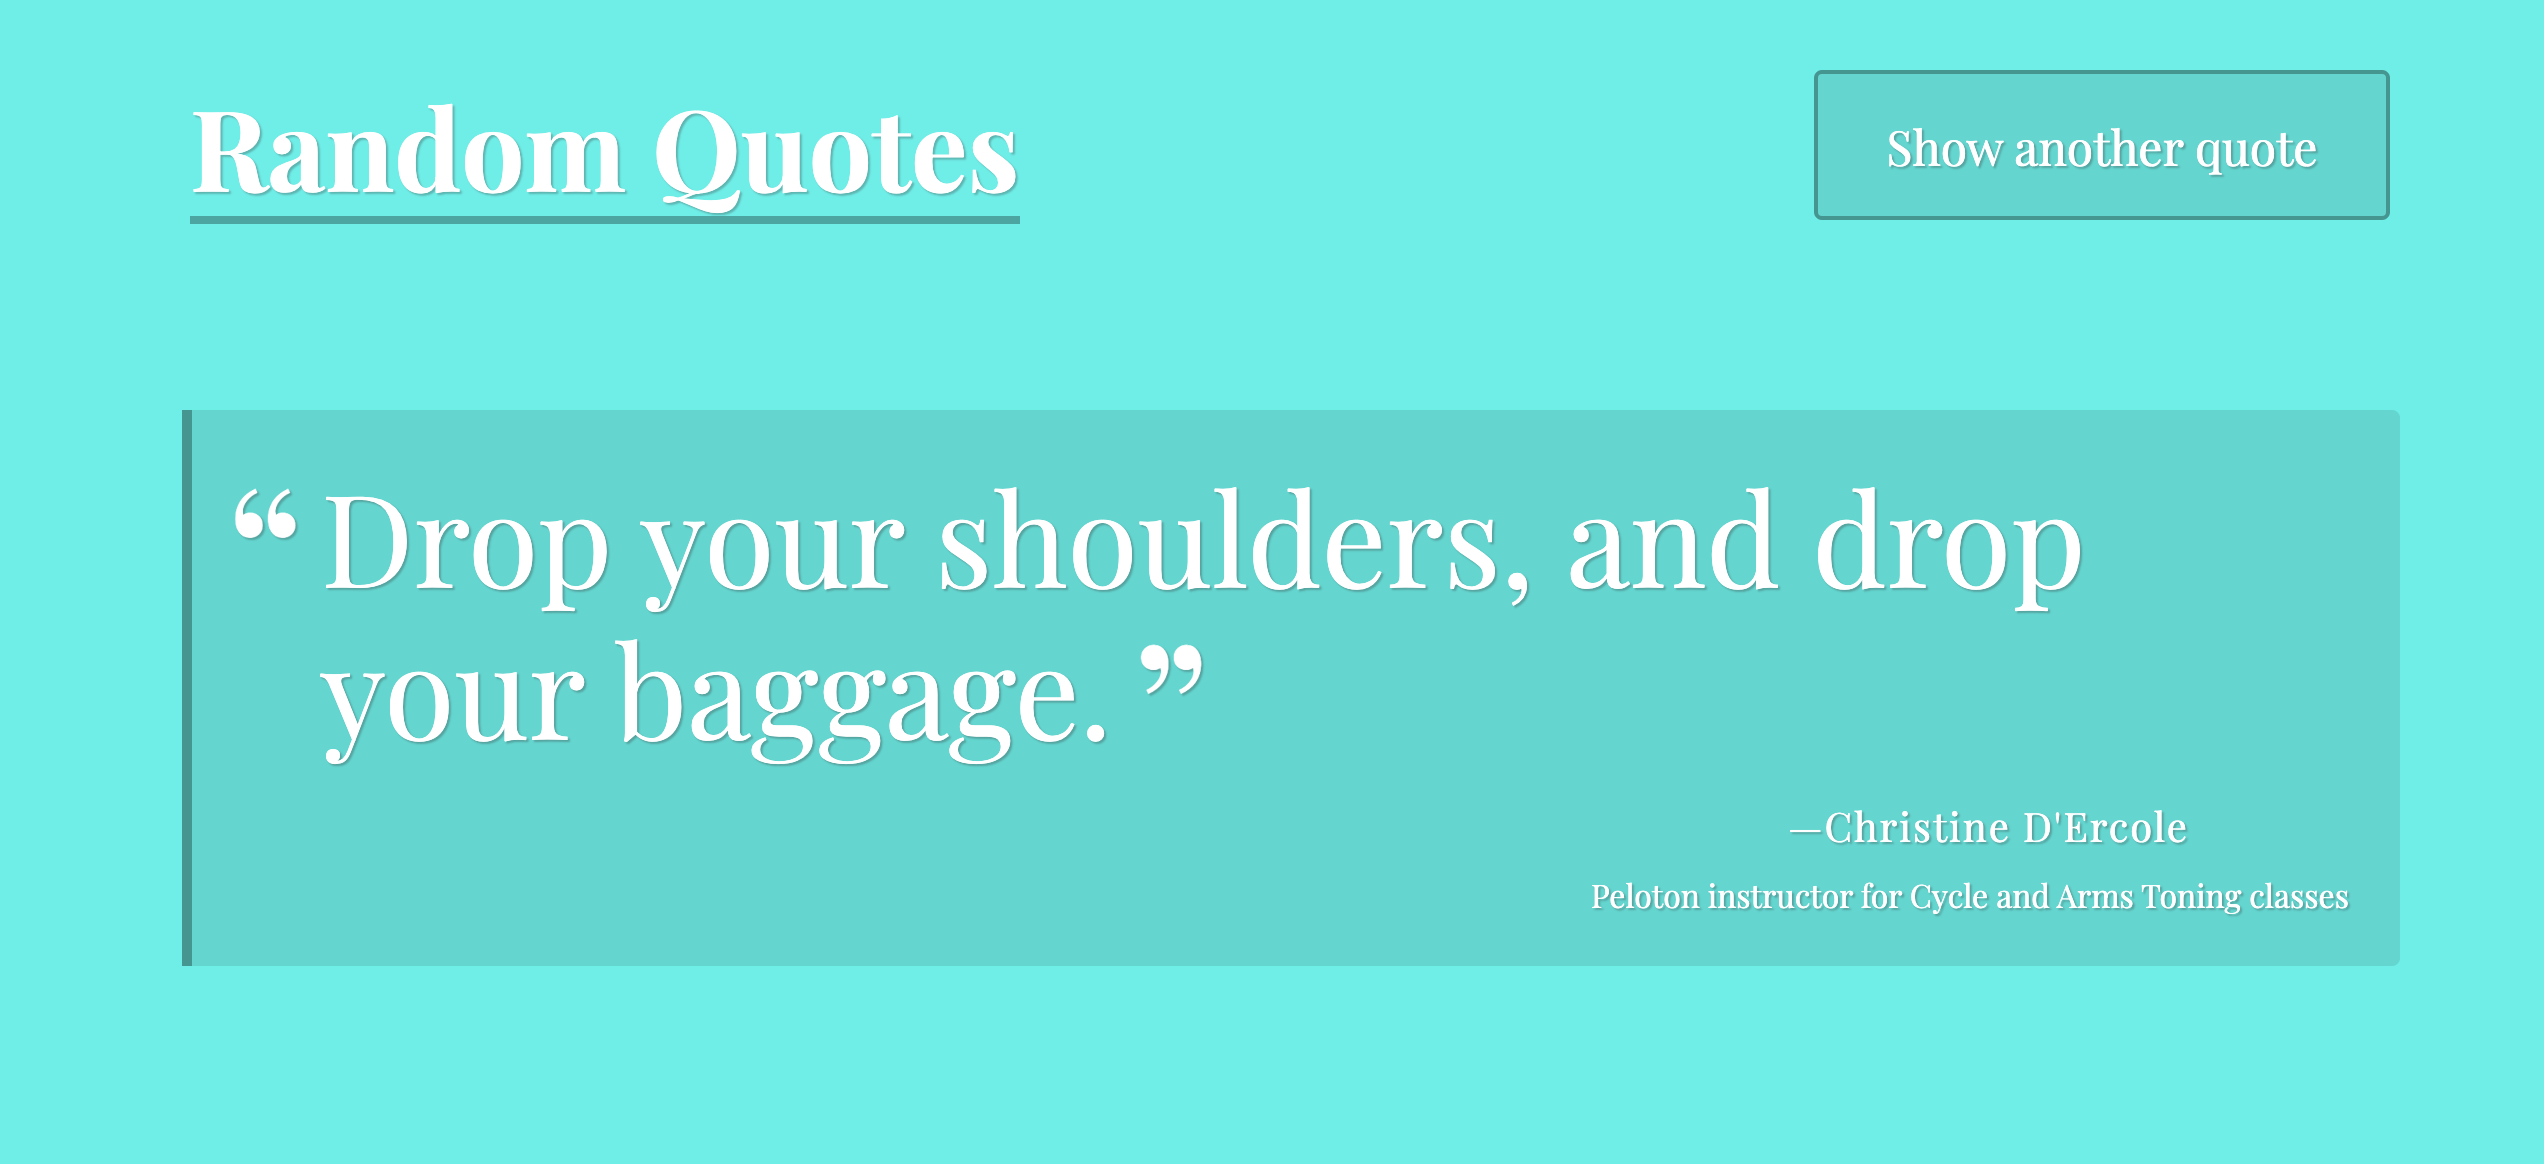 Random Quotes
Show another quote
“ Drop your shoulders, and drop
your baggage. ”
—Christine D'Ercole
Peloton instructor for Cycle and Arms Toning classes